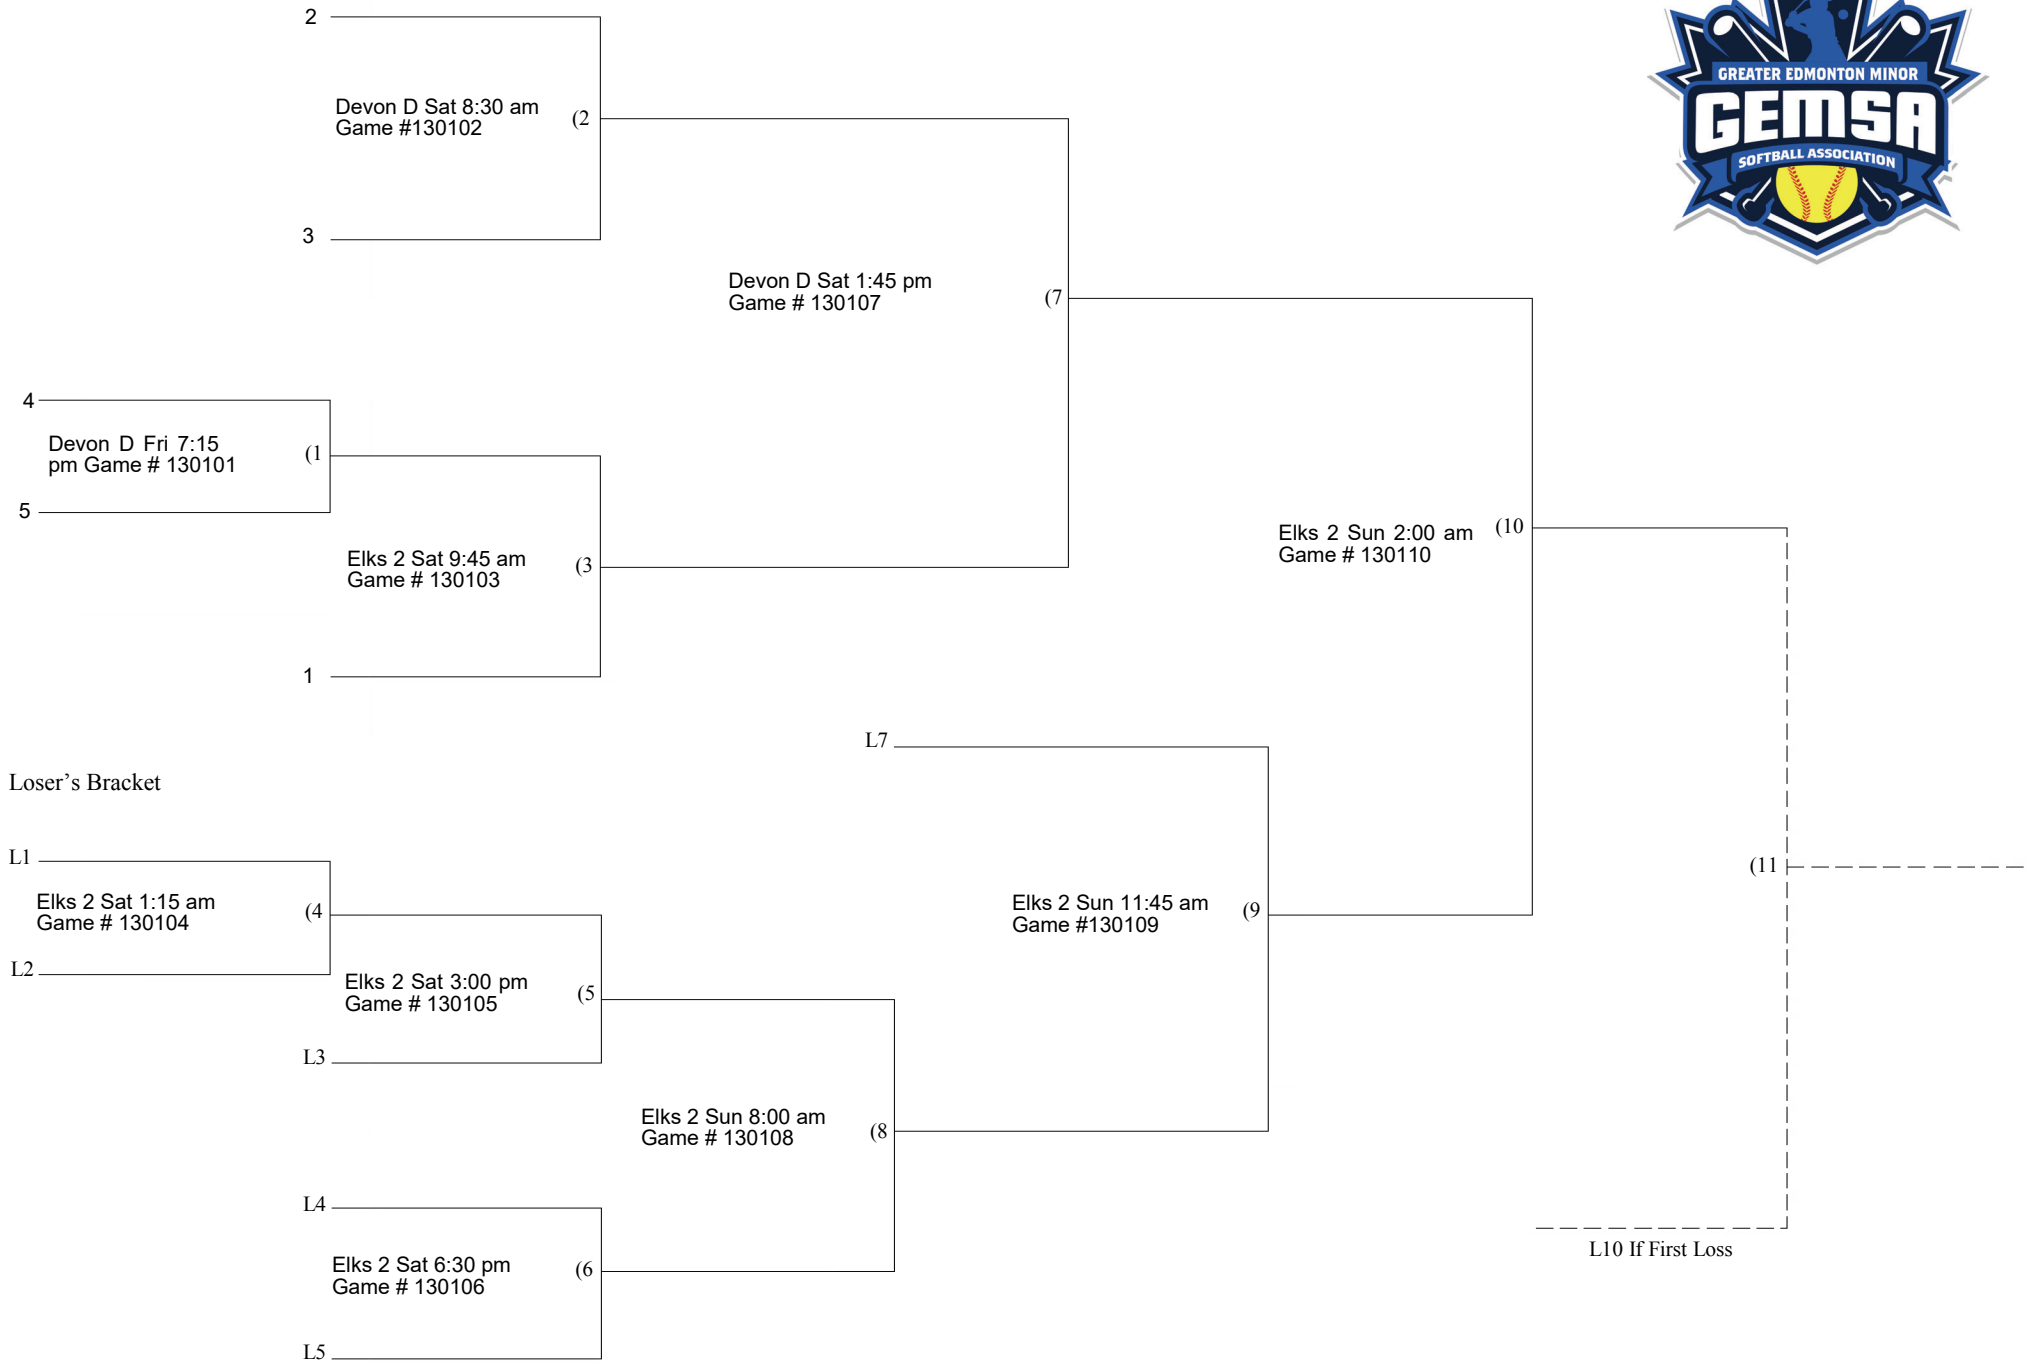 2
GREATER EDMONTON MINOR
GEMSA
SOFTBALL ASSOCIATION
Devon D Sat 8:30 am
Game #130102
(2
3
Devon D Sat 1:45 pm
Game # 130107
(7
4
Devon D Fri 7:15
pm Game # 130101
(1
5
Elks 2 Sun 2:00 am
Game # 130110
(10
Elks 2 Sat 9:45 am
Game # 130103
(3
1
L7
Loser’s Bracket
L1
Elks 2 Sat 1:15 am
Game # 130104
(4
L2
(11
Elks 2 Sun 11:45 am
Game #130109
(9
Elks 2 Sat 3:00 pm
Game # 130105
(5
L3
Elks 2 Sun 8:00 am
Game # 130108
(8
L4
L10 If First Loss
Elks 2 Sat 6:30 pm
Game # 130106
(6
L5